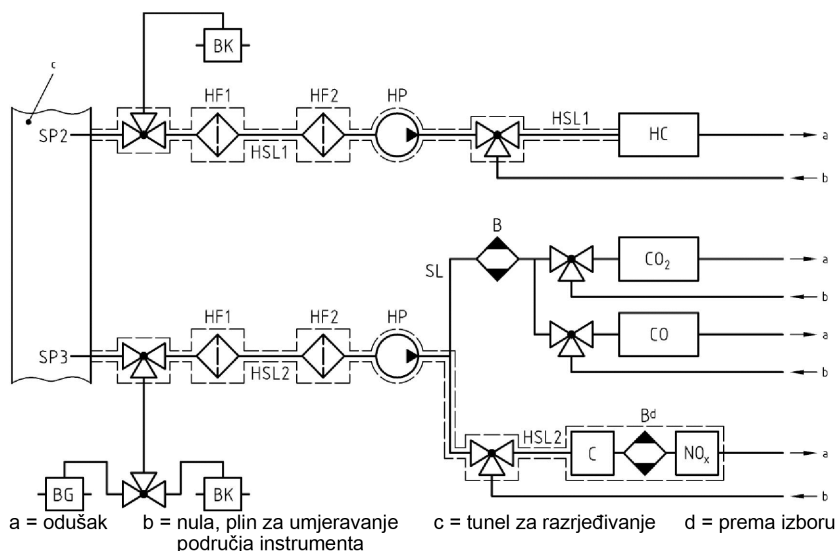 c
BK
HF1 HF2 HP
SP2 HSL1 HSL1 HC a
b
B
SL CO₂ a
b
HF1 HF2 HP CO a
SP3 HSL2 b
HSL2 Bᵈ
C NOₓ a
BG BK b
a = odušak b = nula, plin za umjeravanje c = tunel za razrjeđivanje d = prema izboru
područja instrumenta